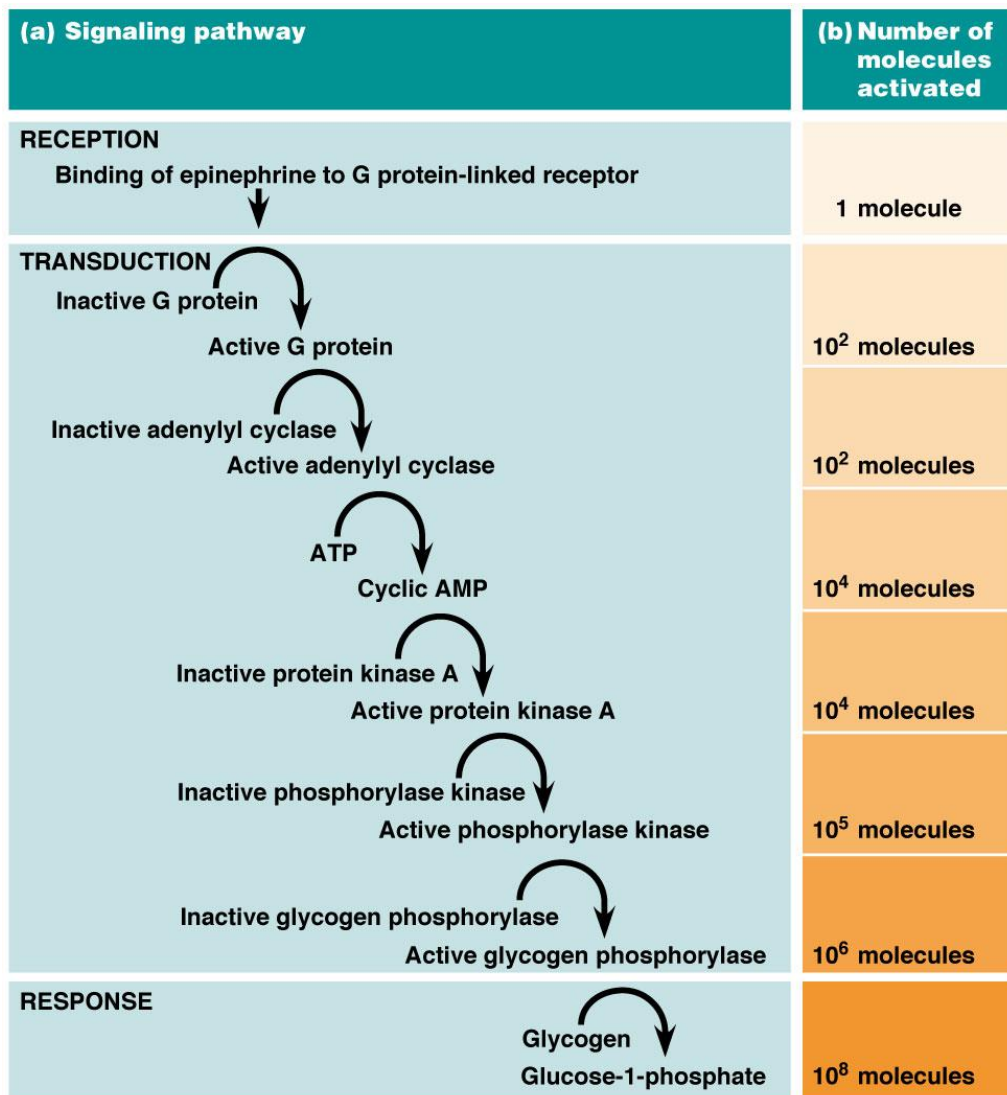 (a) Signaling pathway
(b) Number of
molecules
activated
RECEPTION
Binding of epinephrine to G protein-linked receptor
1 molecule
TRANSDUCTION
Inactive G protein
Active G protein
10² molecules
Inactive adenylyl cyclase
Active adenylyl cyclase
10² molecules
ATP
Cyclic AMP
10⁴ molecules
Inactive protein kinase A
Active protein kinase A
10⁴ molecules
Inactive phosphorylase kinase
Active phosphorylase kinase
10⁵ molecules
Inactive glycogen phosphorylase
Active glycogen phosphorylase
10⁶ molecules
RESPONSE
Glycogen
Glucose-1-phosphate
10⁸ molecules